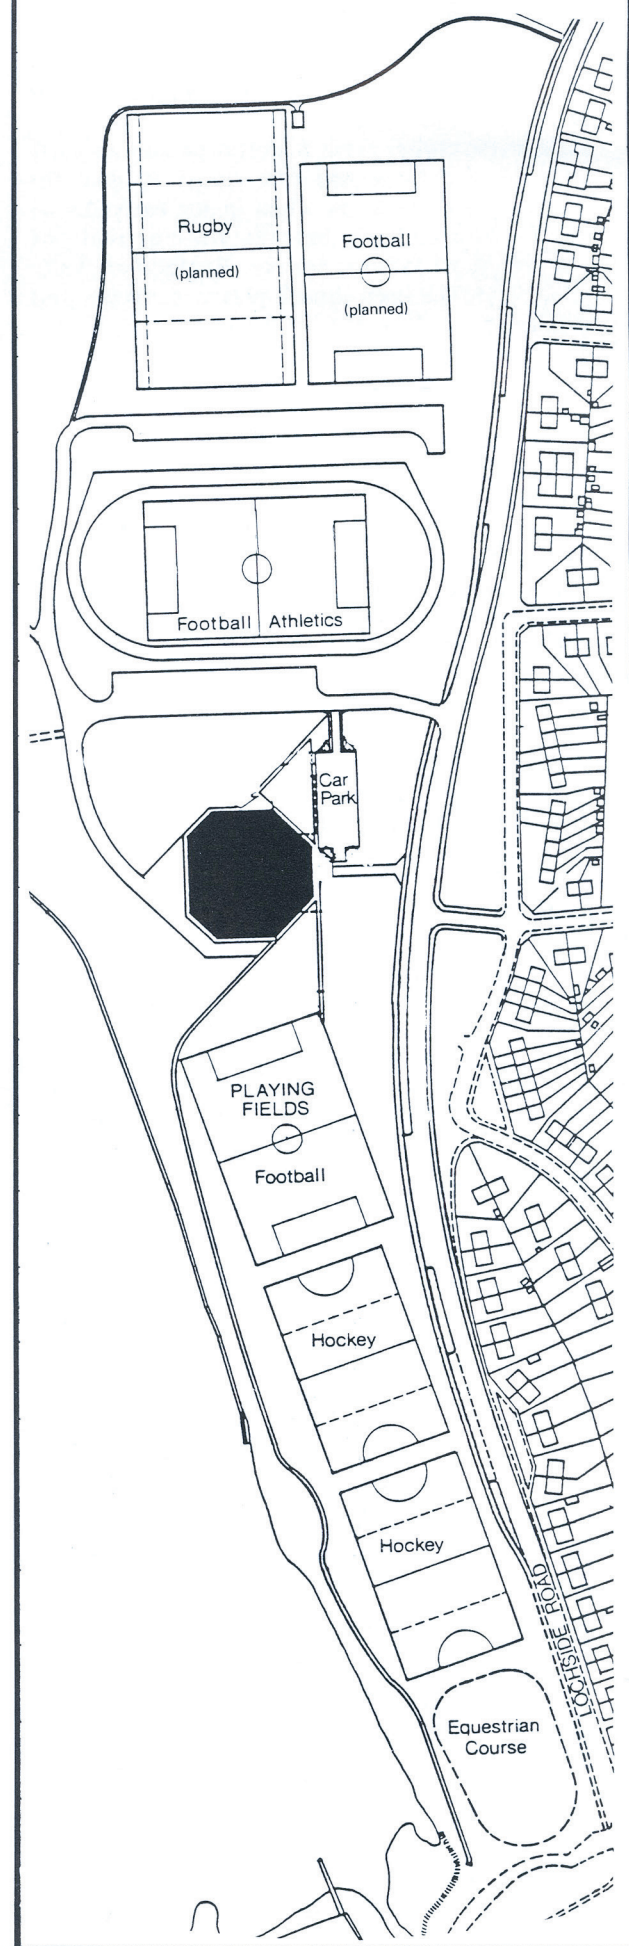 Rugby
(planned)
Football
(planned)
Football Athletics
Car
Park
PLAYING
FIELDS
Football
Hockey
Hockey
LOCHSIDE ROAD
Equestrian
Course